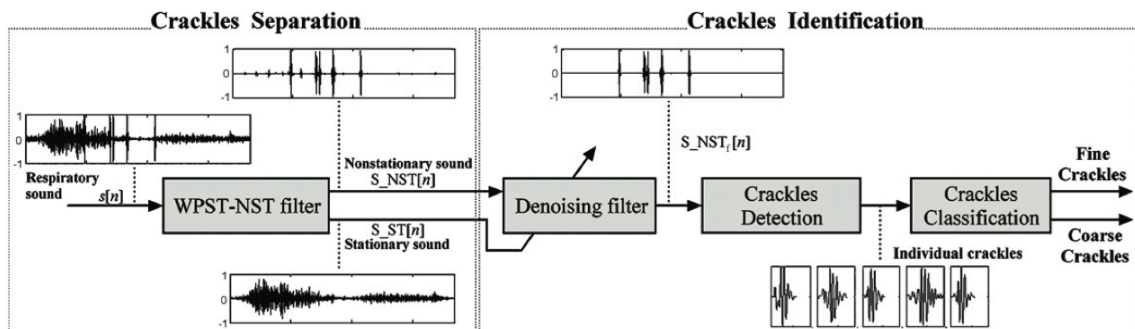 Crackles Separation
Crackles Identification
1
0
-1
1
0
-1
1
0
-1
Respiratory
sound
s[n]
WPST-NST filter
Nonstationary sound
S_NST[n]
S_ST[n]
Stationary sound
Denoising filter
S_NST_f[n]
Crackles
Detection
Crackles
Classification
Fine
Crackles
Coarse
Crackles
Individual crackles
1
0
-1